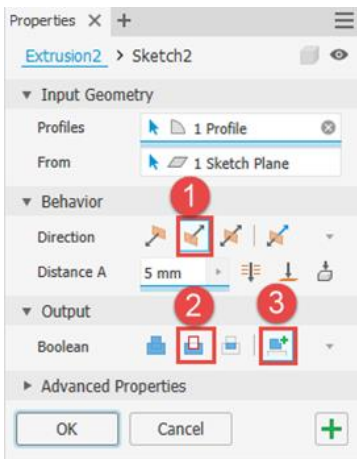 Properties × +
Extrusion2 > Sketch2
Input Geometry
Profiles 1 Profile
From 1 Sketch Plane
1
Behavior
Direction
Distance A 5 mm
2 3
Output
Boolean
Advanced Properties
OK Cancel +